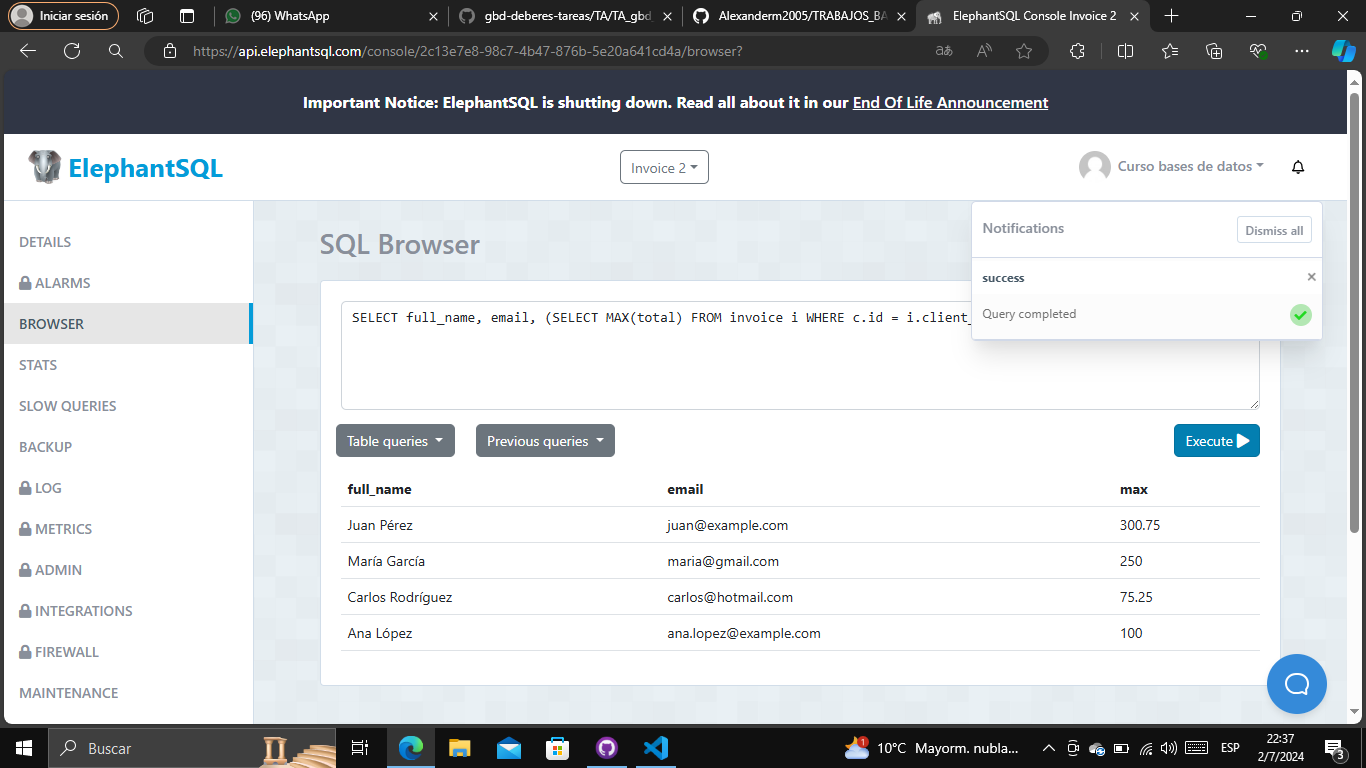 Iniciar sesión
(96) WhatsApp
gbd-deberes-tareas/TA/TA_gbd_
Alexanderm2005/TRABAJOS_BA
ElephantSQL Console Invoice 2
https://api.elephantsql.com/console/2c13e7e8-98c7-4b47-876b-5e20a641cd4a/browser?
Important Notice: ElephantSQL is shutting down. Read all about it in our End Of Life Announcement
ElephantSQL
Invoice 2
Curso bases de datos
DETAILS
ALARMS
BROWSER
STATS
SLOW QUERIES
BACKUP
LOG
METRICS
ADMIN
INTEGRATIONS
FIREWALL
MAINTENANCE
SQL Browser
Notifications
Dismiss all
success
Query completed
SELECT full_name, email, (SELECT MAX(total) FROM invoice i WHERE c.id = i.client_
Table queries
Previous queries
Execute
full_name email max
Juan Pérez juan@example.com 300.75
María García maria@gmail.com 250
Carlos Rodríguez carlos@hotmail.com 75.25
Ana López ana.lopez@example.com 100
Buscar
1
10°C Mayorm. nubla...
ESP
22:37
2/7/2024
3